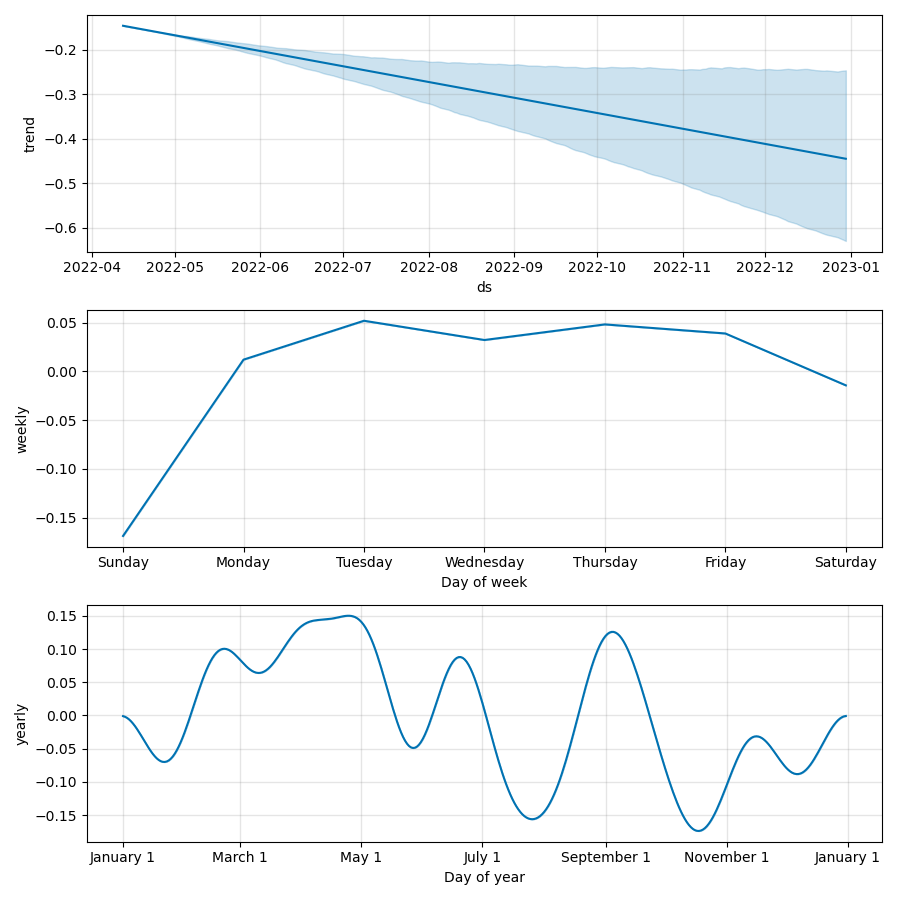 −0.2
−0.3
−0.4
−0.5
−0.6
trend
2022-04 2022-05 2022-06 2022-07 2022-08 2022-09 2022-10 2022-11 2022-12 2023-01
ds
0.05
0.00
−0.05
−0.10
−0.15
weekly
Sunday Monday Tuesday Wednesday Thursday Friday Saturday
Day of week
0.15
0.10
0.05
0.00
−0.05
−0.10
−0.15
yearly
January 1 March 1 May 1 July 1 September 1 November 1 January 1
Day of year